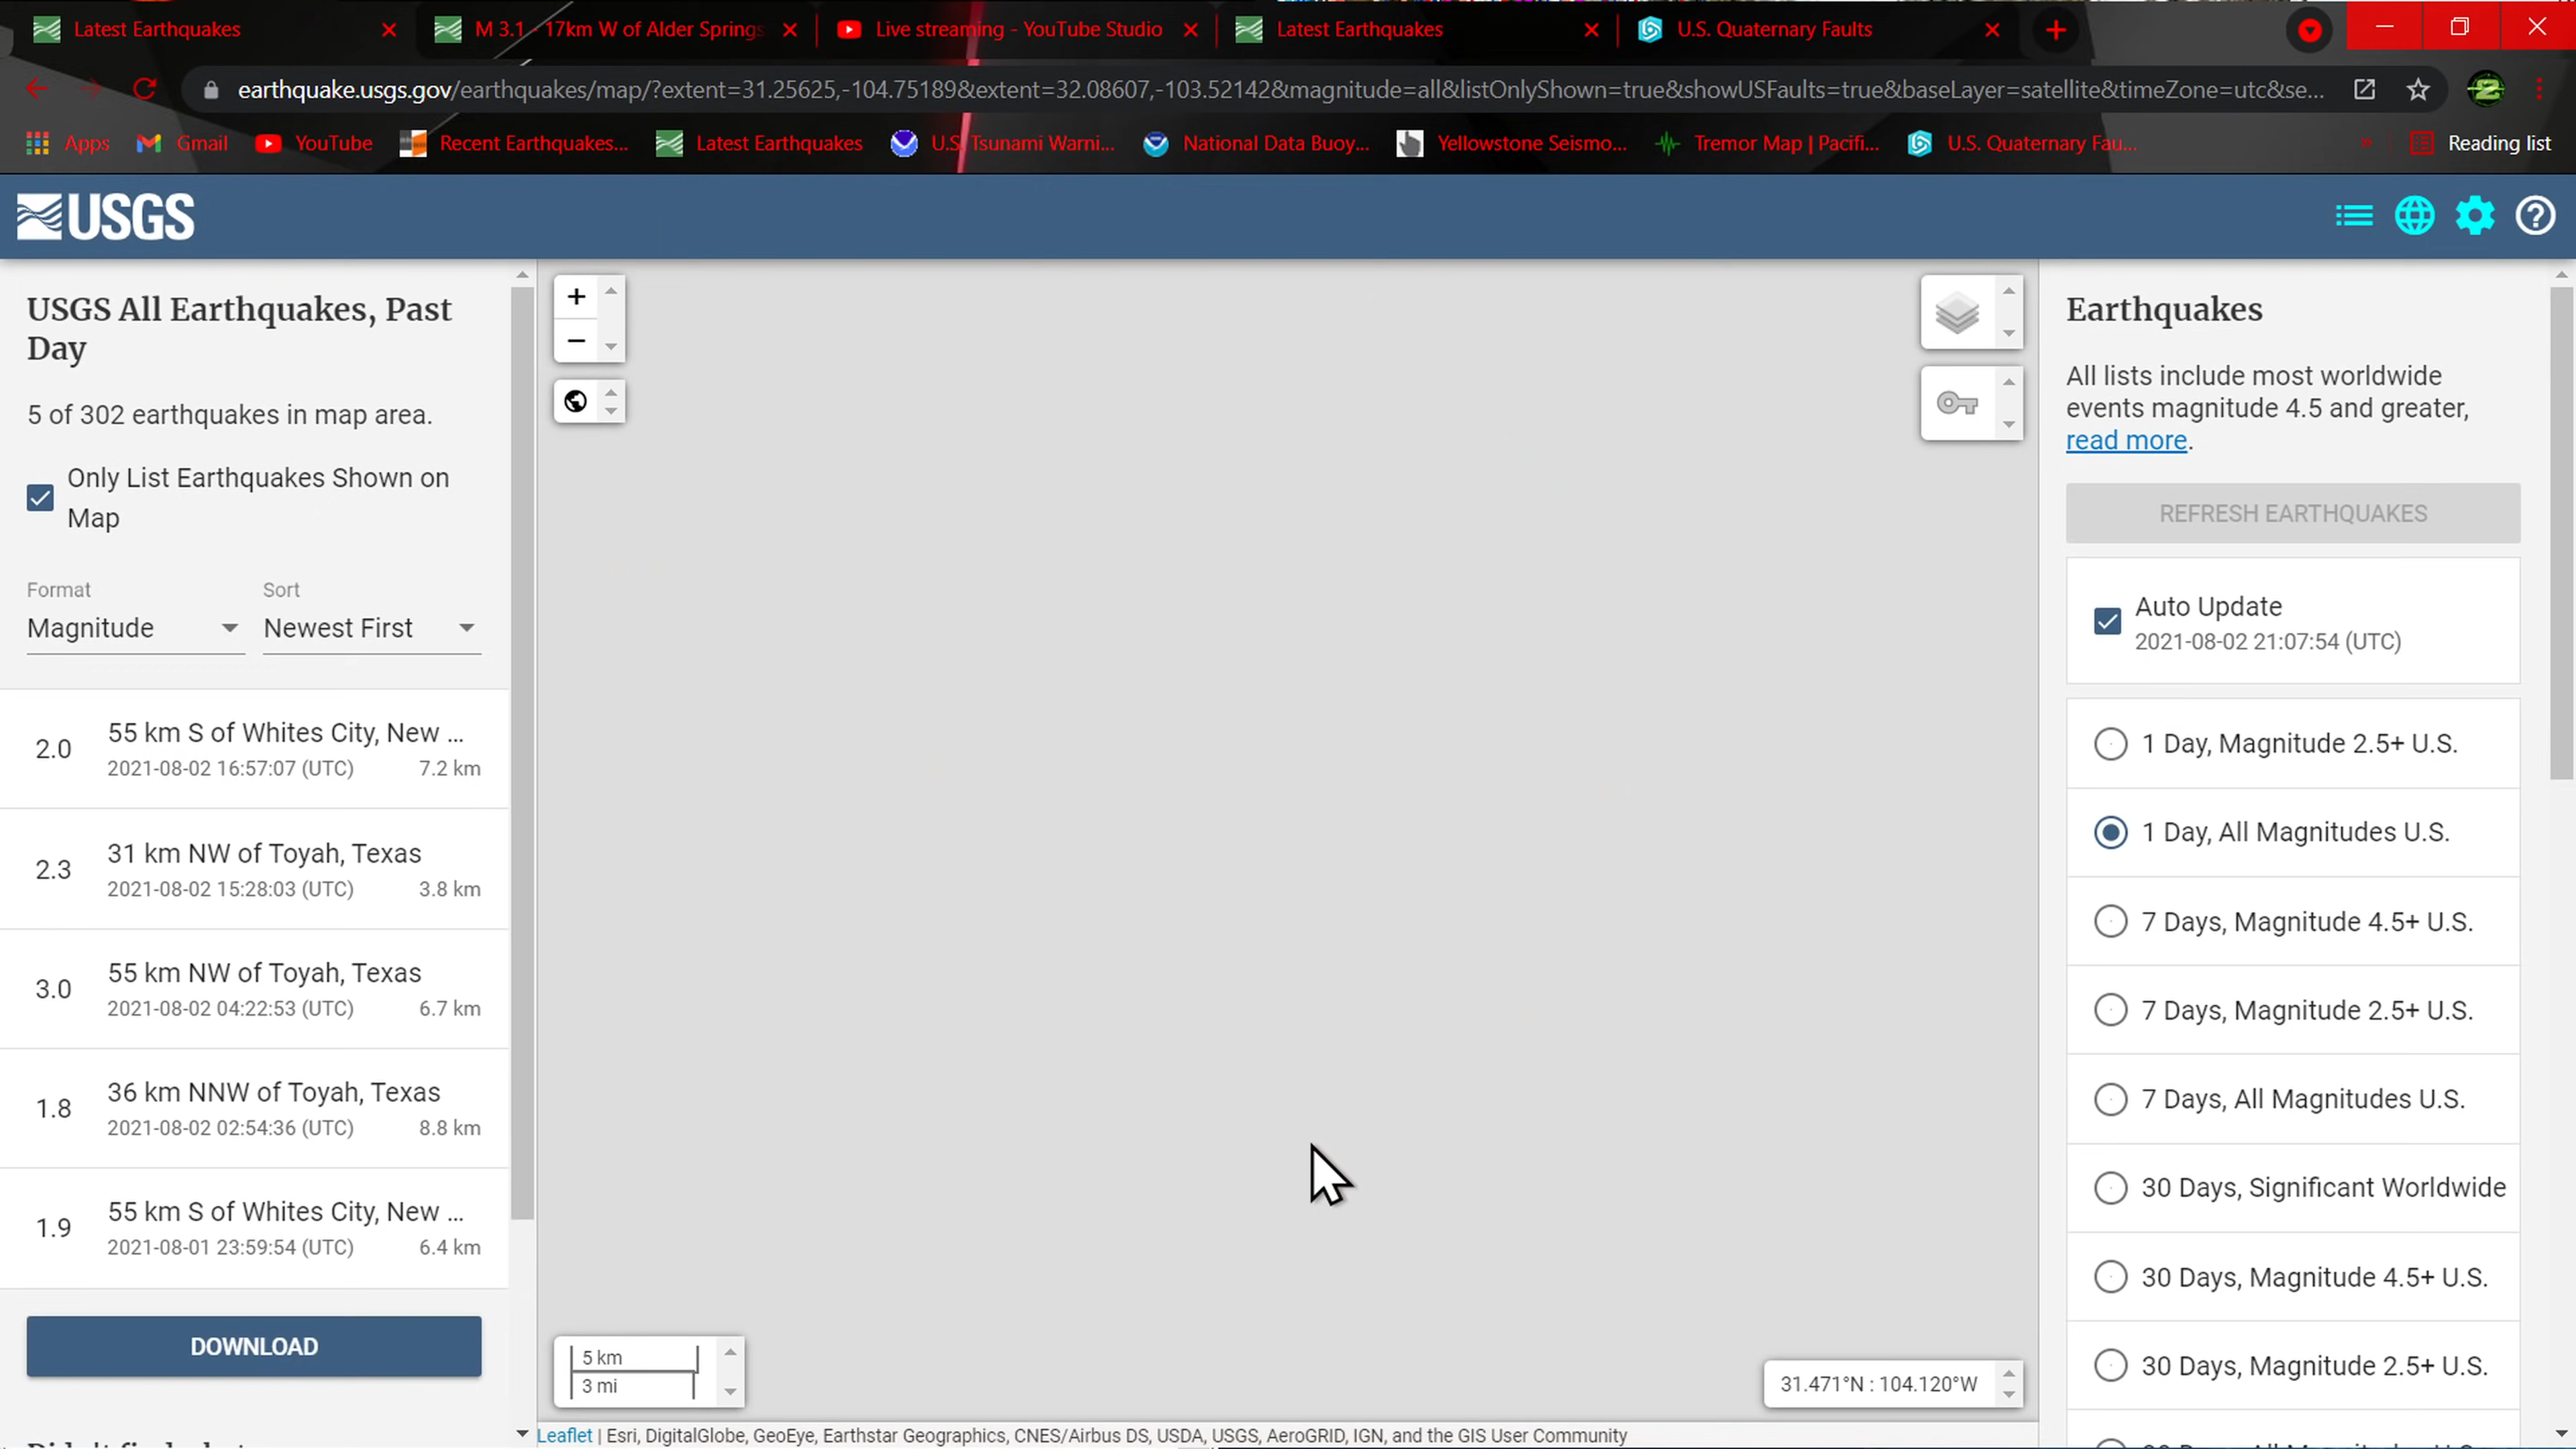 Latest Earthquakes
M 3.1 - 17km W of Alder Springs
Live streaming - YouTube Studio
Latest Earthquakes
U.S. Quaternary Faults
earthquake.usgs.gov/earthquakes/map/?extent=31.25625,-104.75189&extent=32.08607,-103.52142&magnitude=all&listOnlyShown=true&showUSFaults=true&baseLayer=satellite&timeZone=utc&se...
Apps
Gmail
YouTube
Recent Earthquakes...
Latest Earthquakes
U.S. Tsunami Warni...
National Data Buoy...
Yellowstone Seismo...
Tremor Map | Pacifi...
U.S. Quaternary Fau...
»
Reading list
USGS
USGS All Earthquakes, Past
Day
5 of 302 earthquakes in map area.
Only List Earthquakes Shown on
Map
Format
Sort
Magnitude
Newest First
2.0
55 km S of Whites City, New ...
2021-08-02 16:57:07 (UTC)
7.2 km
2.3
31 km NW of Toyah, Texas
2021-08-02 15:28:03 (UTC)
3.8 km
3.0
55 km NW of Toyah, Texas
2021-08-02 04:22:53 (UTC)
6.7 km
1.8
36 km NNW of Toyah, Texas
2021-08-02 02:54:36 (UTC)
8.8 km
1.9
55 km S of Whites City, New ...
2021-08-01 23:59:54 (UTC)
6.4 km
DOWNLOAD
+
−
5 km
3 mi
31.471°N : 104.120°W
Leaflet | Esri, DigitalGlobe, GeoEye, Earthstar Geographics, CNES/Airbus DS, USDA, USGS, AeroGRID, IGN, and the GIS User Community
Earthquakes
All lists include most worldwide
events magnitude 4.5 and greater,
read more.
REFRESH EARTHQUAKES
Auto Update
2021-08-02 21:07:54 (UTC)
1 Day, Magnitude 2.5+ U.S.
1 Day, All Magnitudes U.S.
7 Days, Magnitude 4.5+ U.S.
7 Days, Magnitude 2.5+ U.S.
7 Days, All Magnitudes U.S.
30 Days, Significant Worldwide
30 Days, Magnitude 4.5+ U.S.
30 Days, Magnitude 2.5+ U.S.